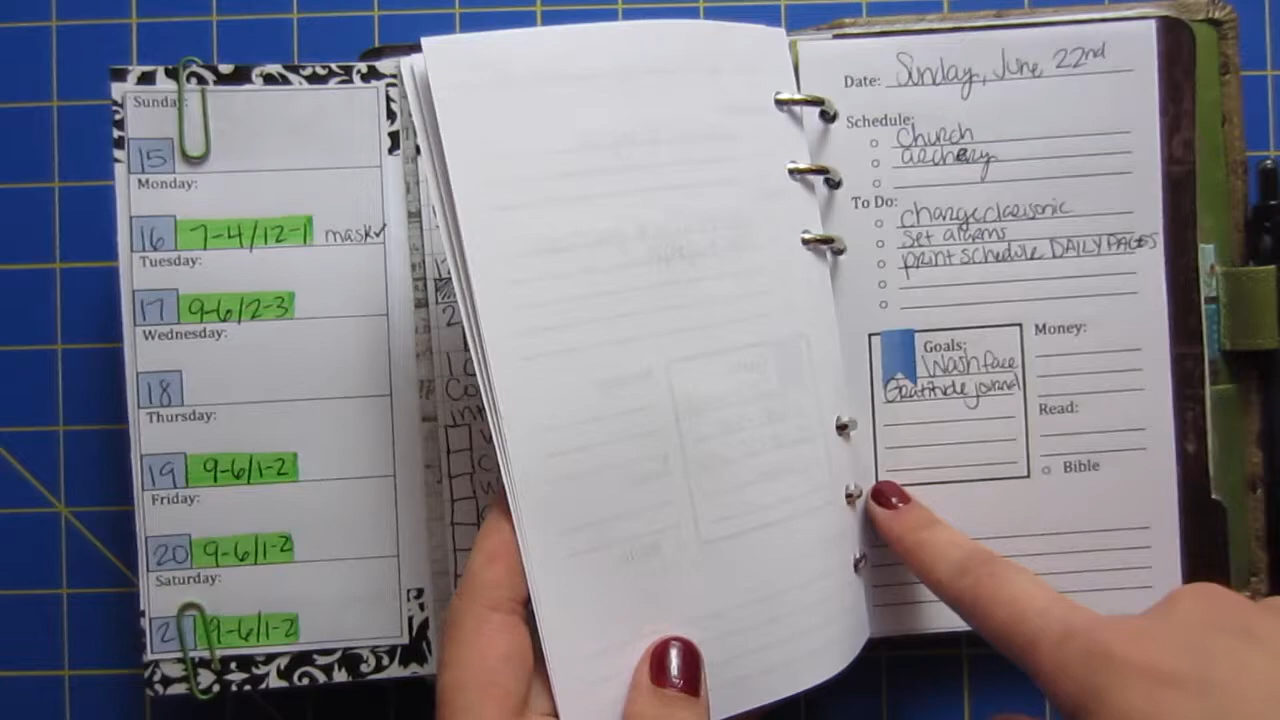 Sunday:
15
Monday:
16 7-4/12-1 mask✓
Tuesday:
17 9-6/2-3
Wednesday:
18
Thursday:
19 9-6/1-2
Friday:
20 9-6/1-2
Saturday:
21 9-6/1-2
Date: Sunday, June 22nd
Schedule:
church
archery
To Do:
change clarisonic
set alarms
print schedule DAILY PAGES
Goals:
Wash face
Gratitude journal
Money:
Read:
Bible